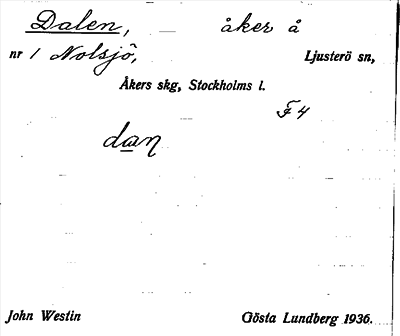 Dalen, — åker å
nr 1 Nolsjö, Ljusterö sn,
Åkers skg, Stockholms l.
F4
dan
John Westin Gösta Lundberg 1936.